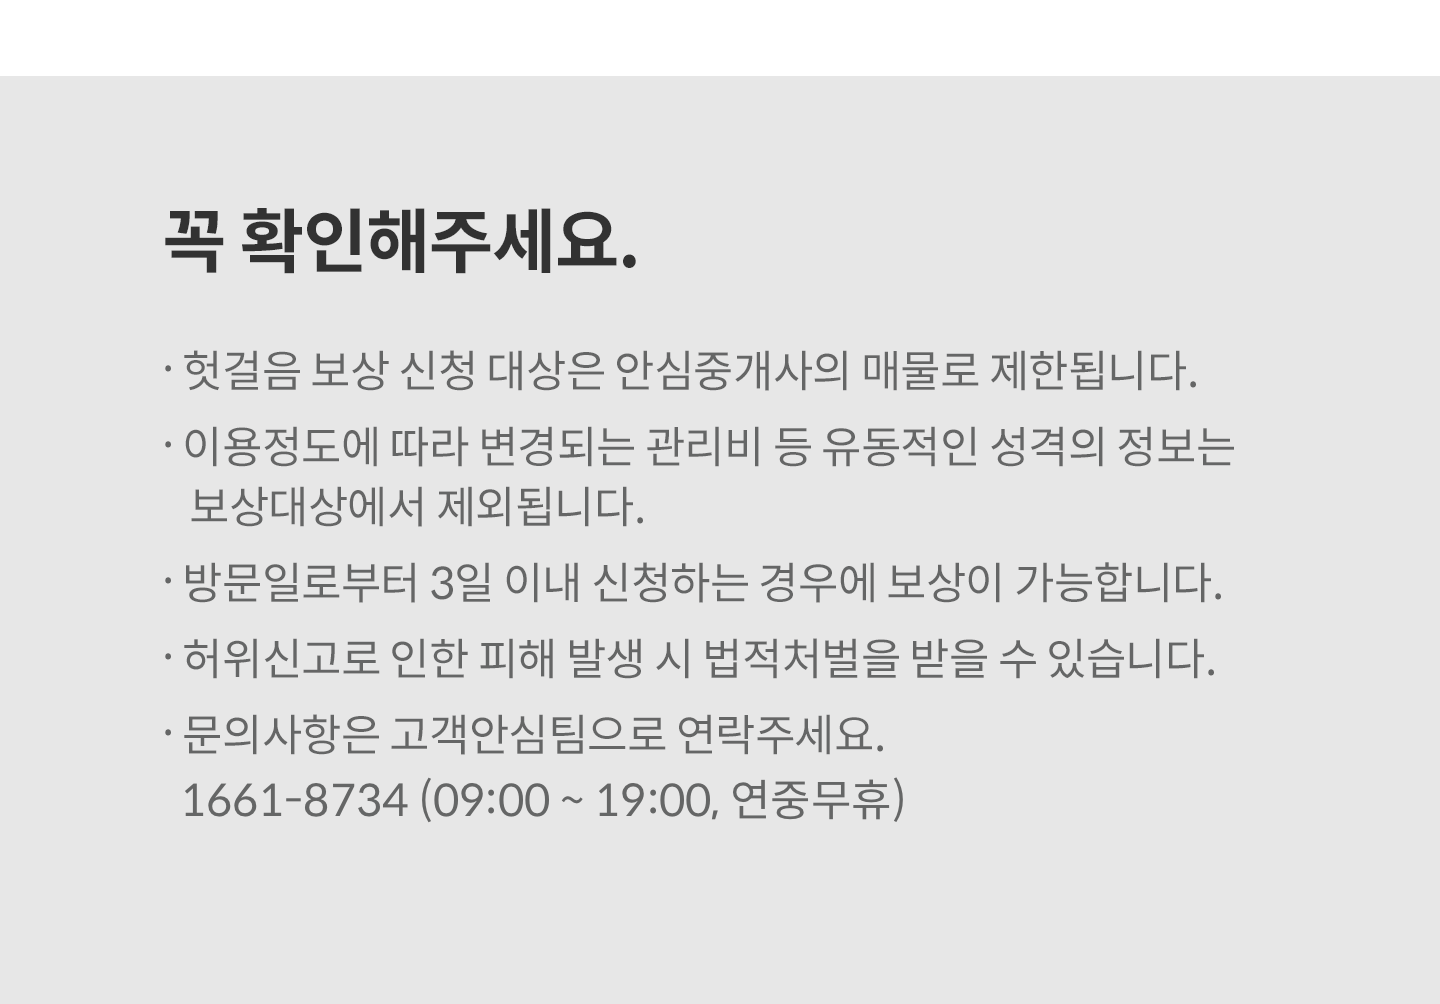 꼭 확인해주세요.
· 헛걸음 보상 신청 대상은 안심중개사의 매물로 제한됩니다.
· 이용정도에 따라 변경되는 관리비 등 유동적인 성격의 정보는
보상대상에서 제외됩니다.
· 방문일로부터 3일 이내 신청하는 경우에 보상이 가능합니다.
· 허위신고로 인한 피해 발생 시 법적처벌을 받을 수 있습니다.
· 문의사항은 고객안심팀으로 연락주세요.
1661-8734 (09:00 ~ 19:00, 연중무휴)